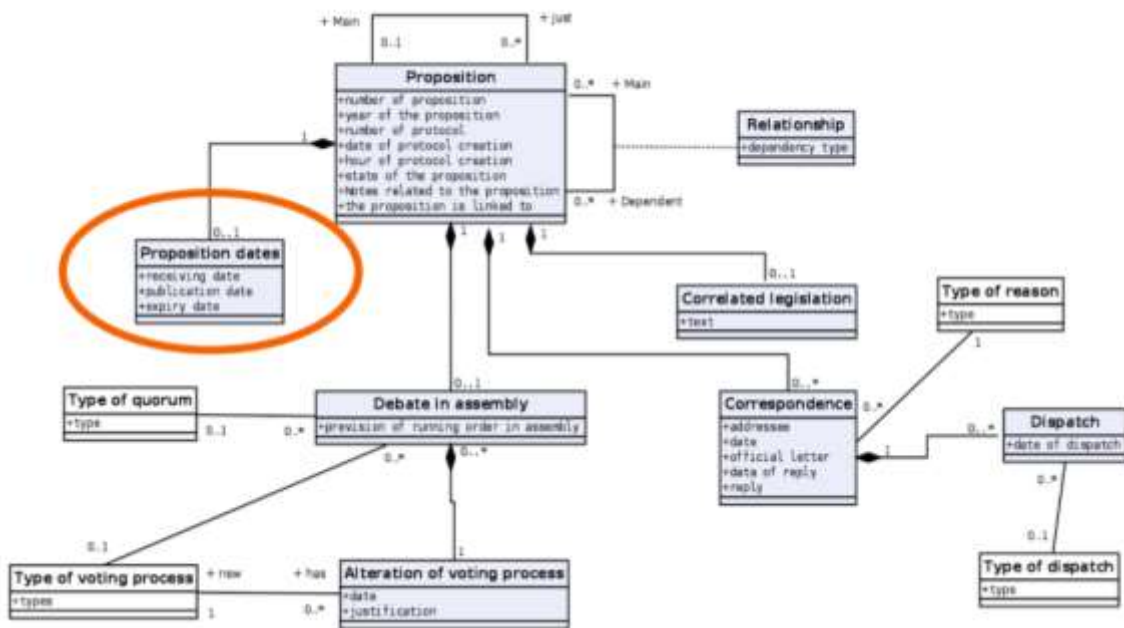 + Main
+ just
0..1
0..*
Proposition
+number of proposition
+year of the proposition
+number of protocol
+date of protocol creation
+hour of protocol creation
+state of the proposition
+Notes related to the proposition
+the proposition is linked to
0..* + Main
0..* + Dependent
Relationship
+dependency type
1
0..1
Proposition dates
+receiving date
+publication date
+expiry date
1
1
1
0..1
Correlated legislation
+text
Type of reason
+type
1
0..1
0..*
0..*
Type of quorum
+type
0..1
0..*
Debate in assembly
+prevision of running order in assembly
0..*
0..*
Correspondence
+addressee
+date
+official letter
+data of reply
+reply
1
0..*
Dispatch
+date of dispatch
0..*
0..1
Type of dispatch
+type
0..1
1
Type of voting process
+types
+ new
+ has
1
0..*
Alteration of voting process
+date
+justification